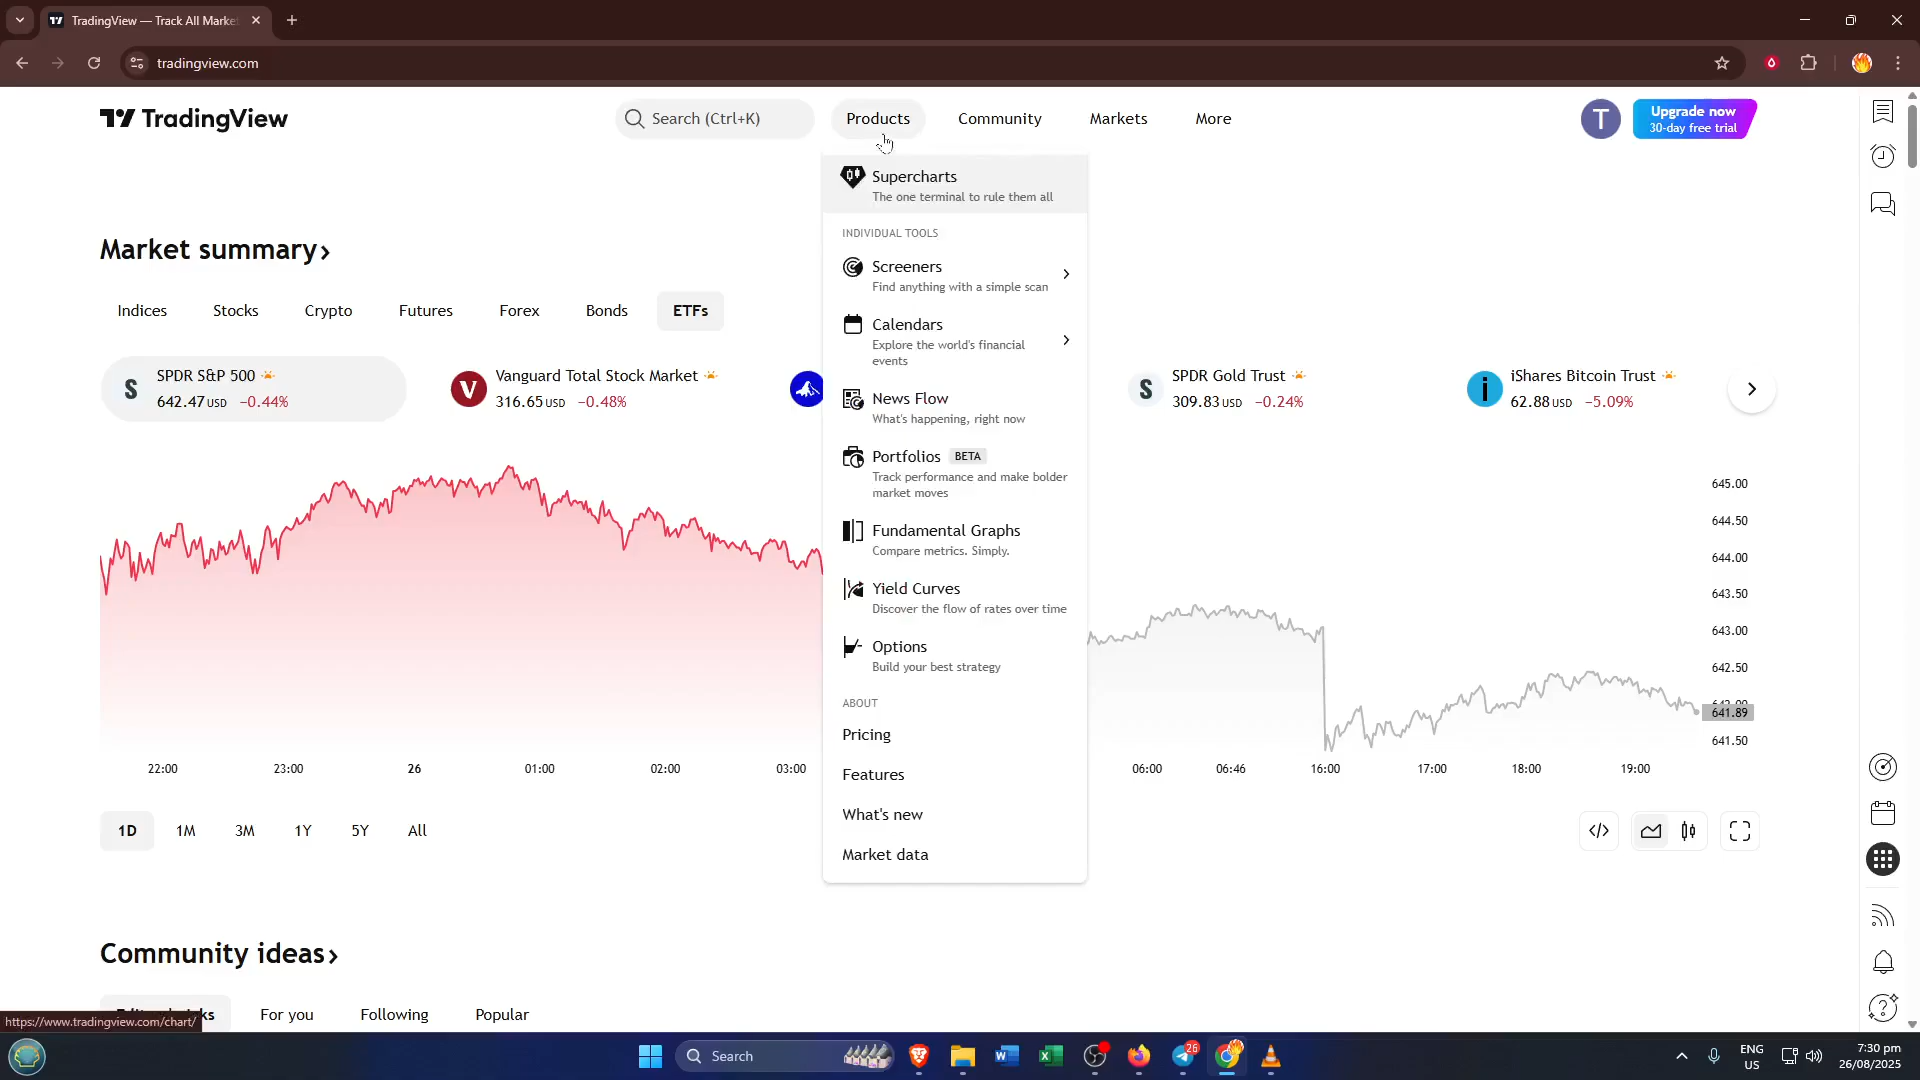 TradingView — Track All Marke
tradingview.com
TradingView
Search (Ctrl+K)
Products
Community
Markets
More
T
Upgrade now
30-day free trial
Supercharts
The one terminal to rule them all
INDIVIDUAL TOOLS
Screeners
Find anything with a simple scan
Calendars
Explore the world's financial
events
News Flow
What's happening, right now
Portfolios BETA
Track performance and make bolder
market moves
Fundamental Graphs
Compare metrics. Simply.
Yield Curves
Discover the flow of rates over time
Options
Build your best strategy
ABOUT
Pricing
Features
What's new
Market data
Market summary
Indices
Stocks
Crypto
Futures
Forex
Bonds
ETFs
S
SPDR S&P 500
642.47 USD −0.44%
V
Vanguard Total Stock Market
316.65 USD −0.48%
S
SPDR Gold Trust
309.83 USD −0.24%
i
iShares Bitcoin Trust
62.88 USD −5.09%
645.00
644.50
644.00
643.50
643.00
642.50
641.89
641.50
22:00
23:00
26
01:00
02:00
03:00
06:00
06:46
16:00
17:00
18:00
19:00
1D
1M
3M
1Y
5Y
All
Community ideas
For you
Following
Popular
https://www.tradingview.com/chart/
Search
26
ENG
US
7:30 pm
26/08/2025